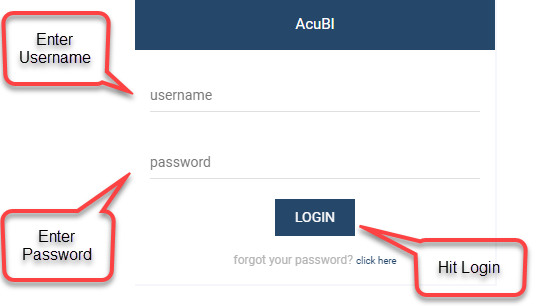 AcuBI
Enter
Username
username
password
Enter
Password
LOGIN
forgot your password? click here
Hit Login